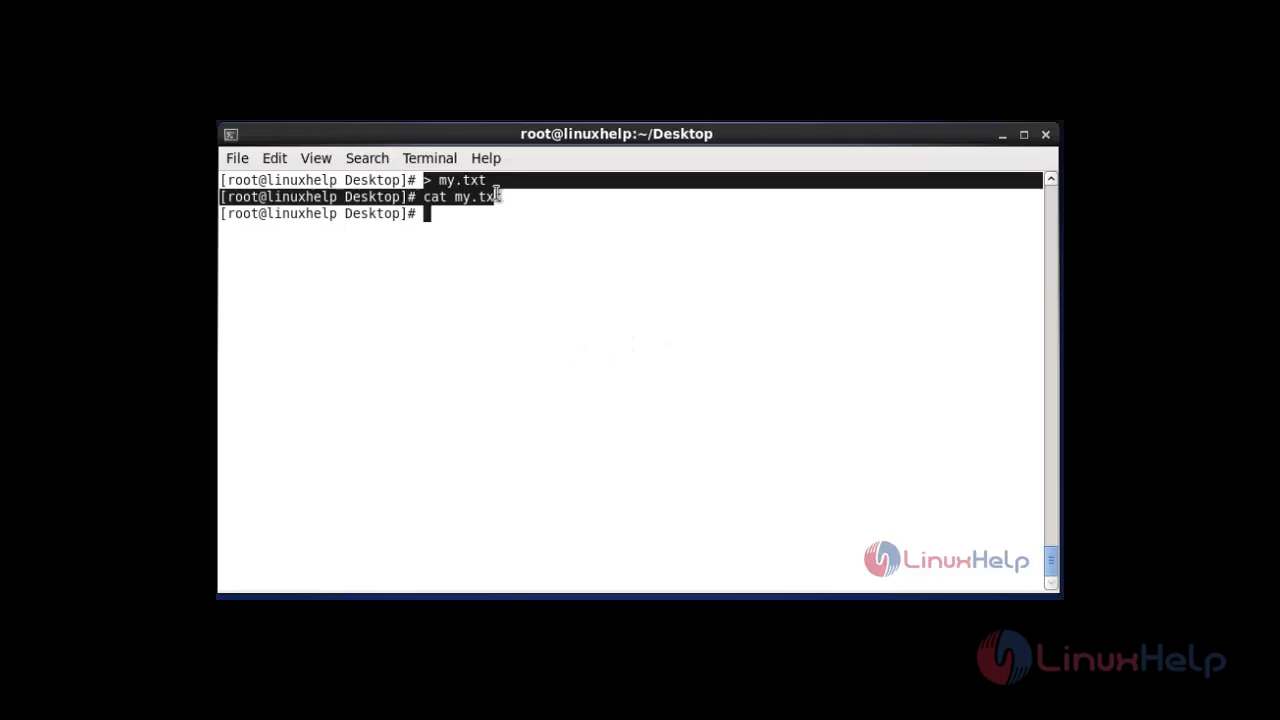 root@linuxhelp:~/Desktop
File Edit View Search Terminal Help
[root@linuxhelp Desktop]# > my.txt
[root@linuxhelp Desktop]# cat my.txt
[root@linuxhelp Desktop]#
LinuxHelp
LinuxHelp